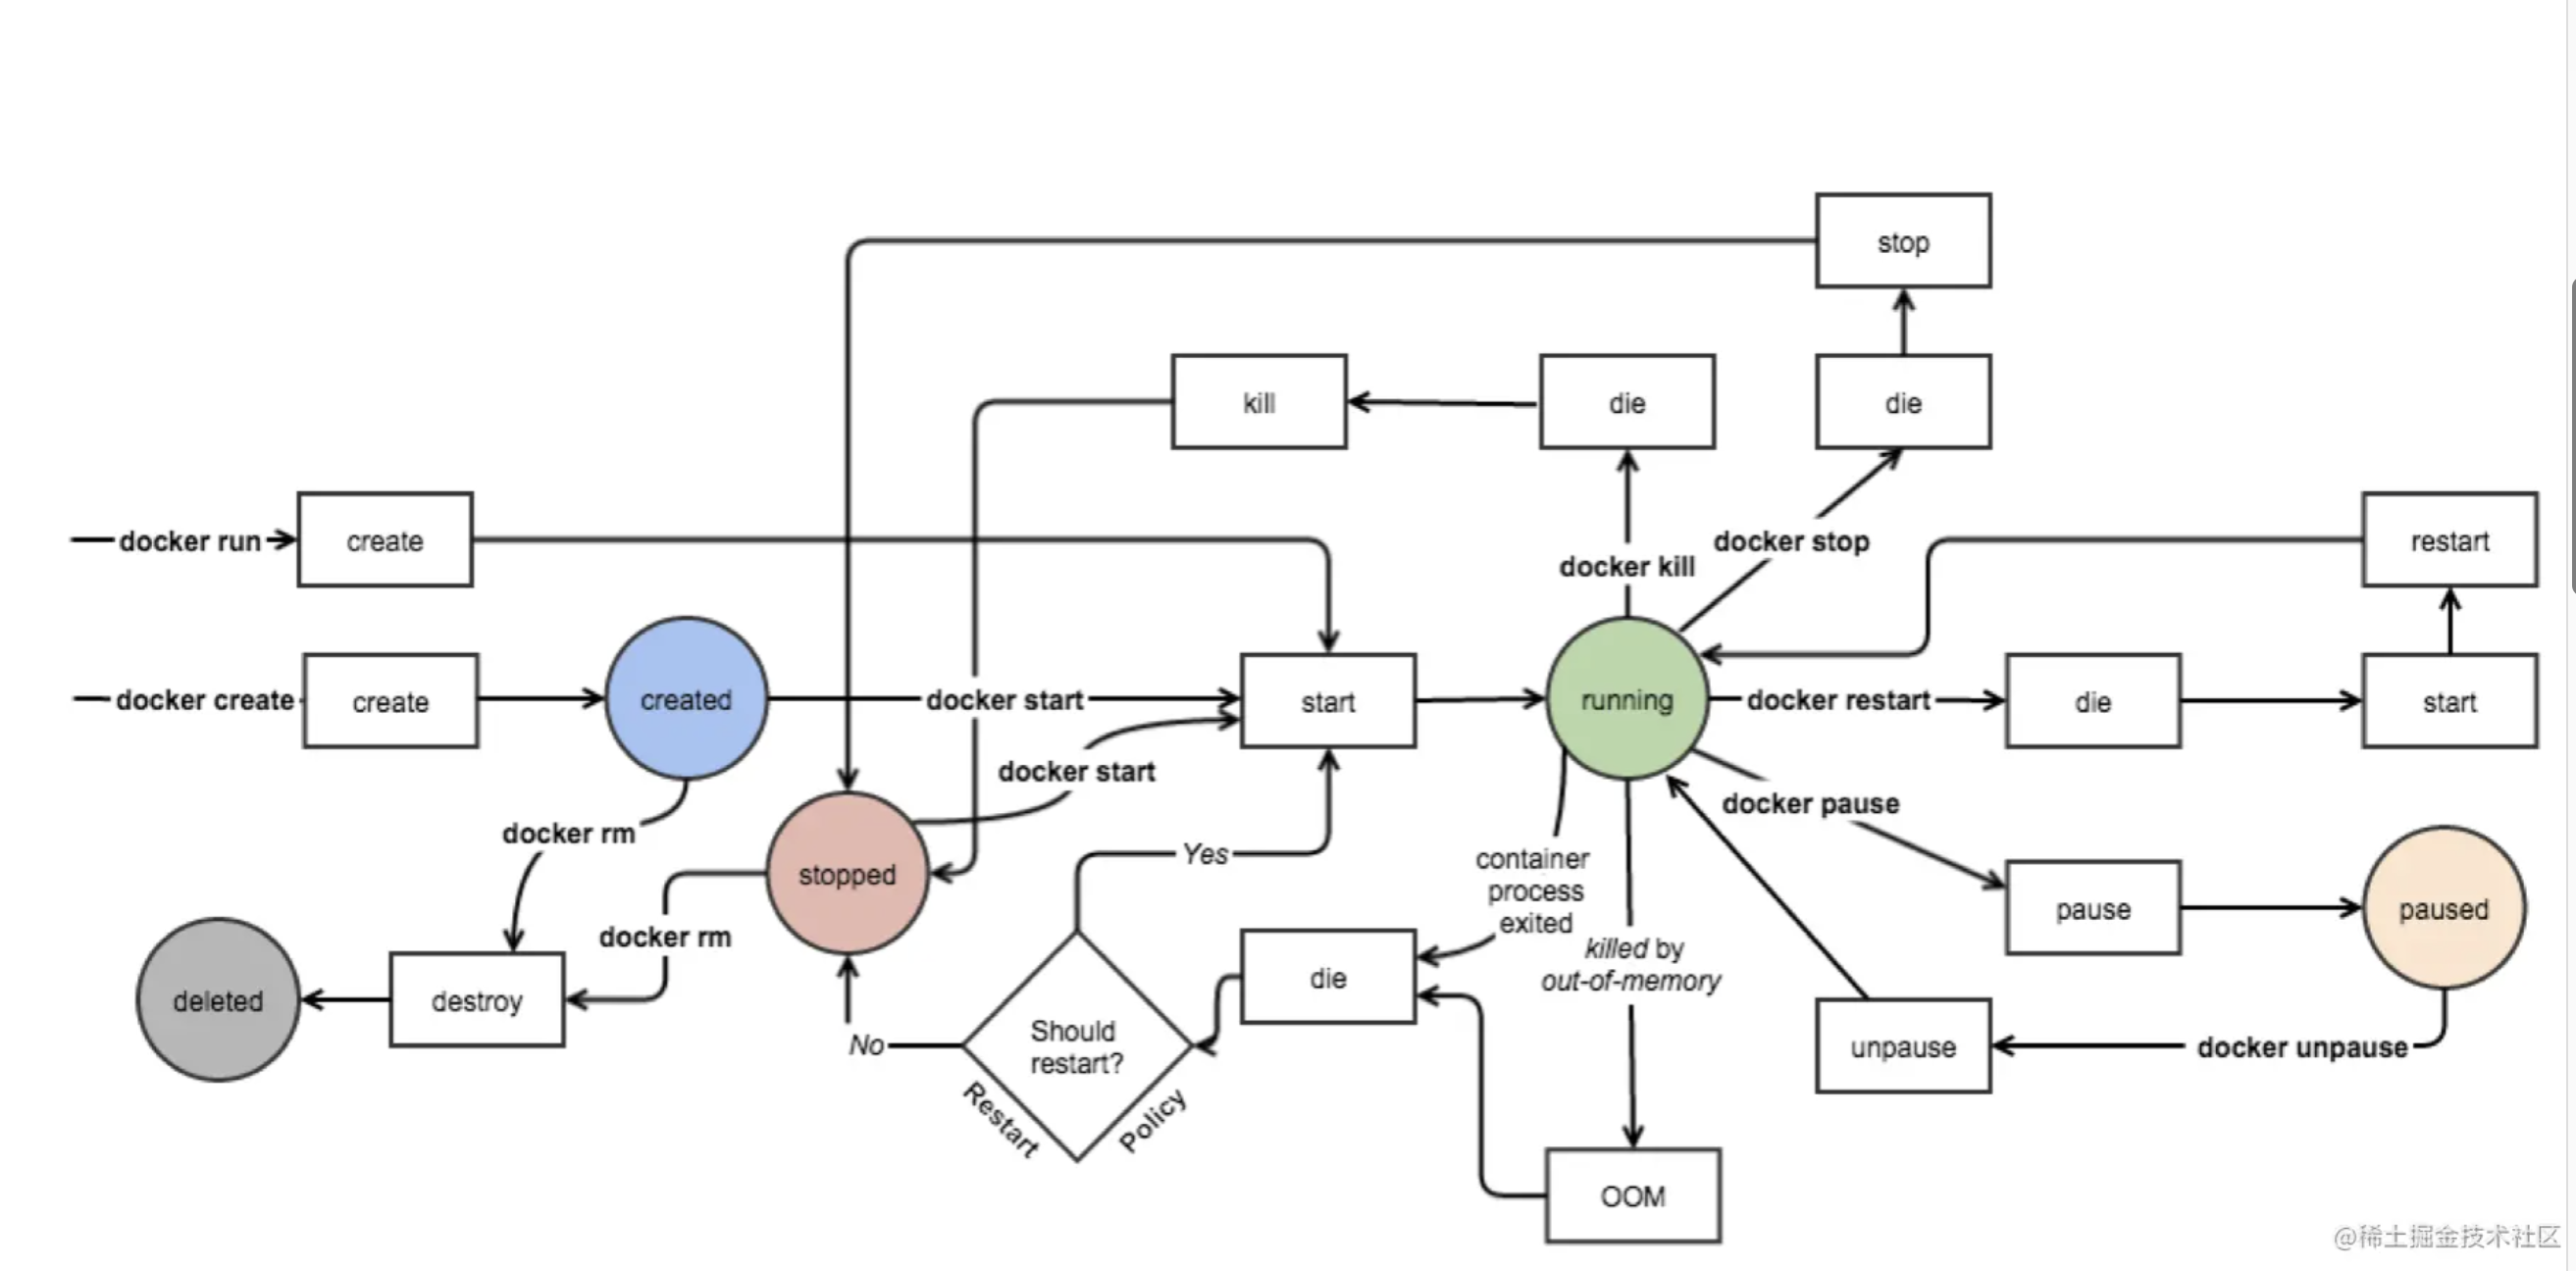 stop
kill
die
die
docker run
create
docker kill
docker stop
restart
docker create
create
created
docker start
start
running
docker restart
die
start
docker start
docker rm
stopped
Yes
container
process
exited
docker pause
pause
paused
docker rm
deleted
destroy
No
Should
restart?
Restart
Policy
die
killed by
out-of-memory
unpause
docker unpause
OOM
@稀土掘金技术社区